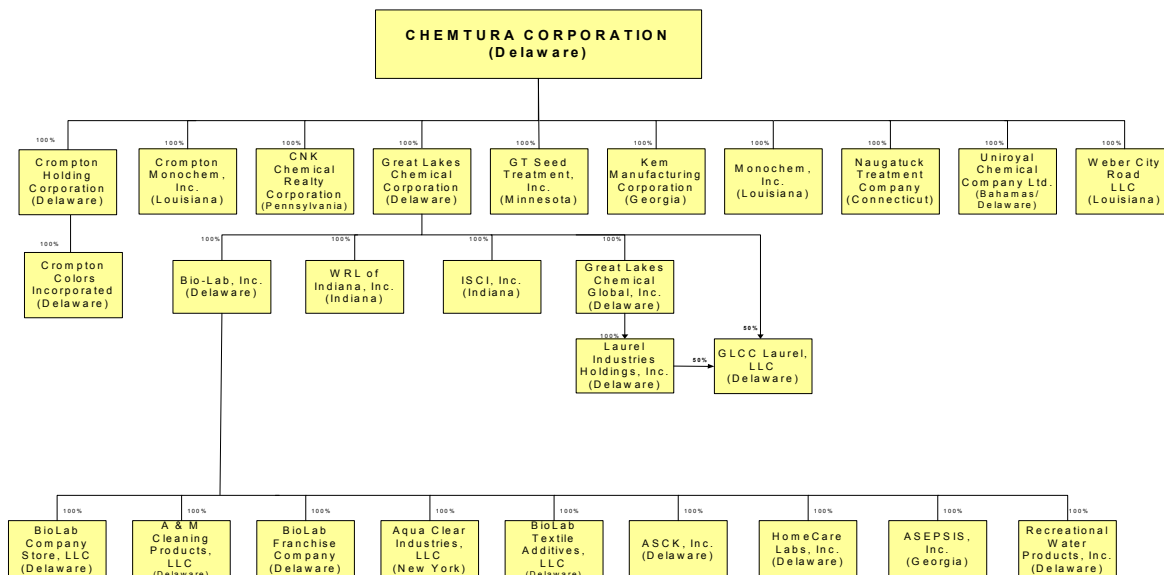 CHEMTURA CORPORATION
(Delaware)
100%
100%
100%
100%
100%
100%
100%
100%
100%
100%
Crompton
Holding
Corporation
(Delaware)
Crompton
Monochem,
Inc.
(Louisiana)
CNK
Chemical
Realty
Corporation
(Pennsylvania)
Great Lakes
Chemical
Corporation
(Delaware)
GT Seed
Treatment,
Inc.
(Minnesota)
Kem
Manufacturing
Corporation
(Georgia)
Monochem,
Inc.
(Louisiana)
Naugatuck
Treatment
Company
(Connecticut)
Uniroyal
Chemical
Company Ltd.
(Bahamas/
Delaware)
Weber City
Road
LLC
(Louisiana)
100%
100%
100%
100%
100%
Crompton
Colors
Incorporated
(Delaware)
Bio-Lab, Inc.
(Delaware)
WRL of
Indiana, Inc.
(Indiana)
ISCI, Inc.
(Indiana)
Great Lakes
Chemical
Global, Inc.
(Delaware)
100%
50%
Laurel
Industries
Holdings, Inc.
(Delaware)
50%
GLCC Laurel,
LLC
(Delaware)
100%
100%
100%
100%
100%
100%
100%
100%
100%
BioLab
Company
Store, LLC
(Delaware)
A & M
Cleaning
Products,
LLC
(Delaware)
BioLab
Franchise
Company
(Delaware)
Aqua Clear
Industries,
LLC
(New York)
BioLab
Textile
Additives,
LLC
(Delaware)
ASCK, Inc.
(Delaware)
HomeCare
Labs, Inc.
(Delaware)
ASEPSIS,
Inc.
(Georgia)
Recreational
Water
Products, Inc.
(Delaware)